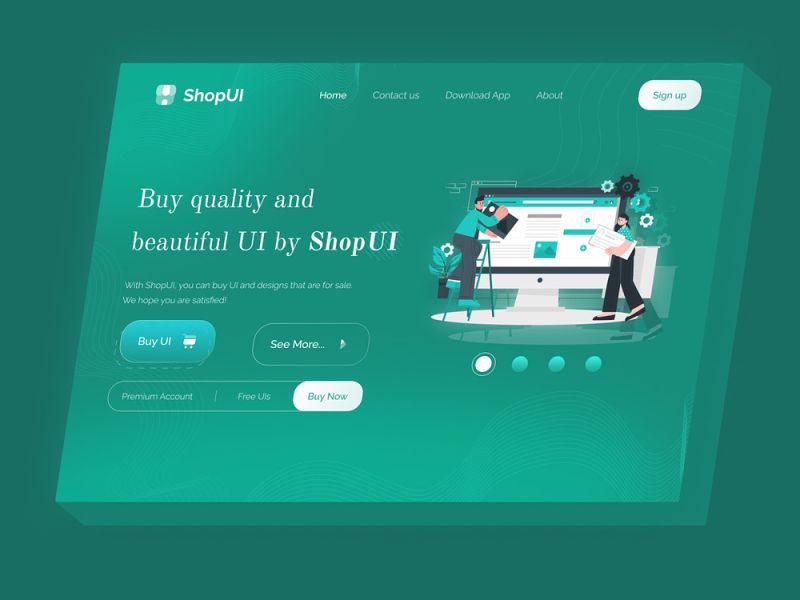 ShopUI
Home Contact us Download App About
Sign up
Buy quality and
beautiful UI by ShopUI
With ShopUI, you can buy UI and designs that are for sale.
We hope you are satisfied!
Buy UI
See More...
Premium Account | Free UIs
Buy Now